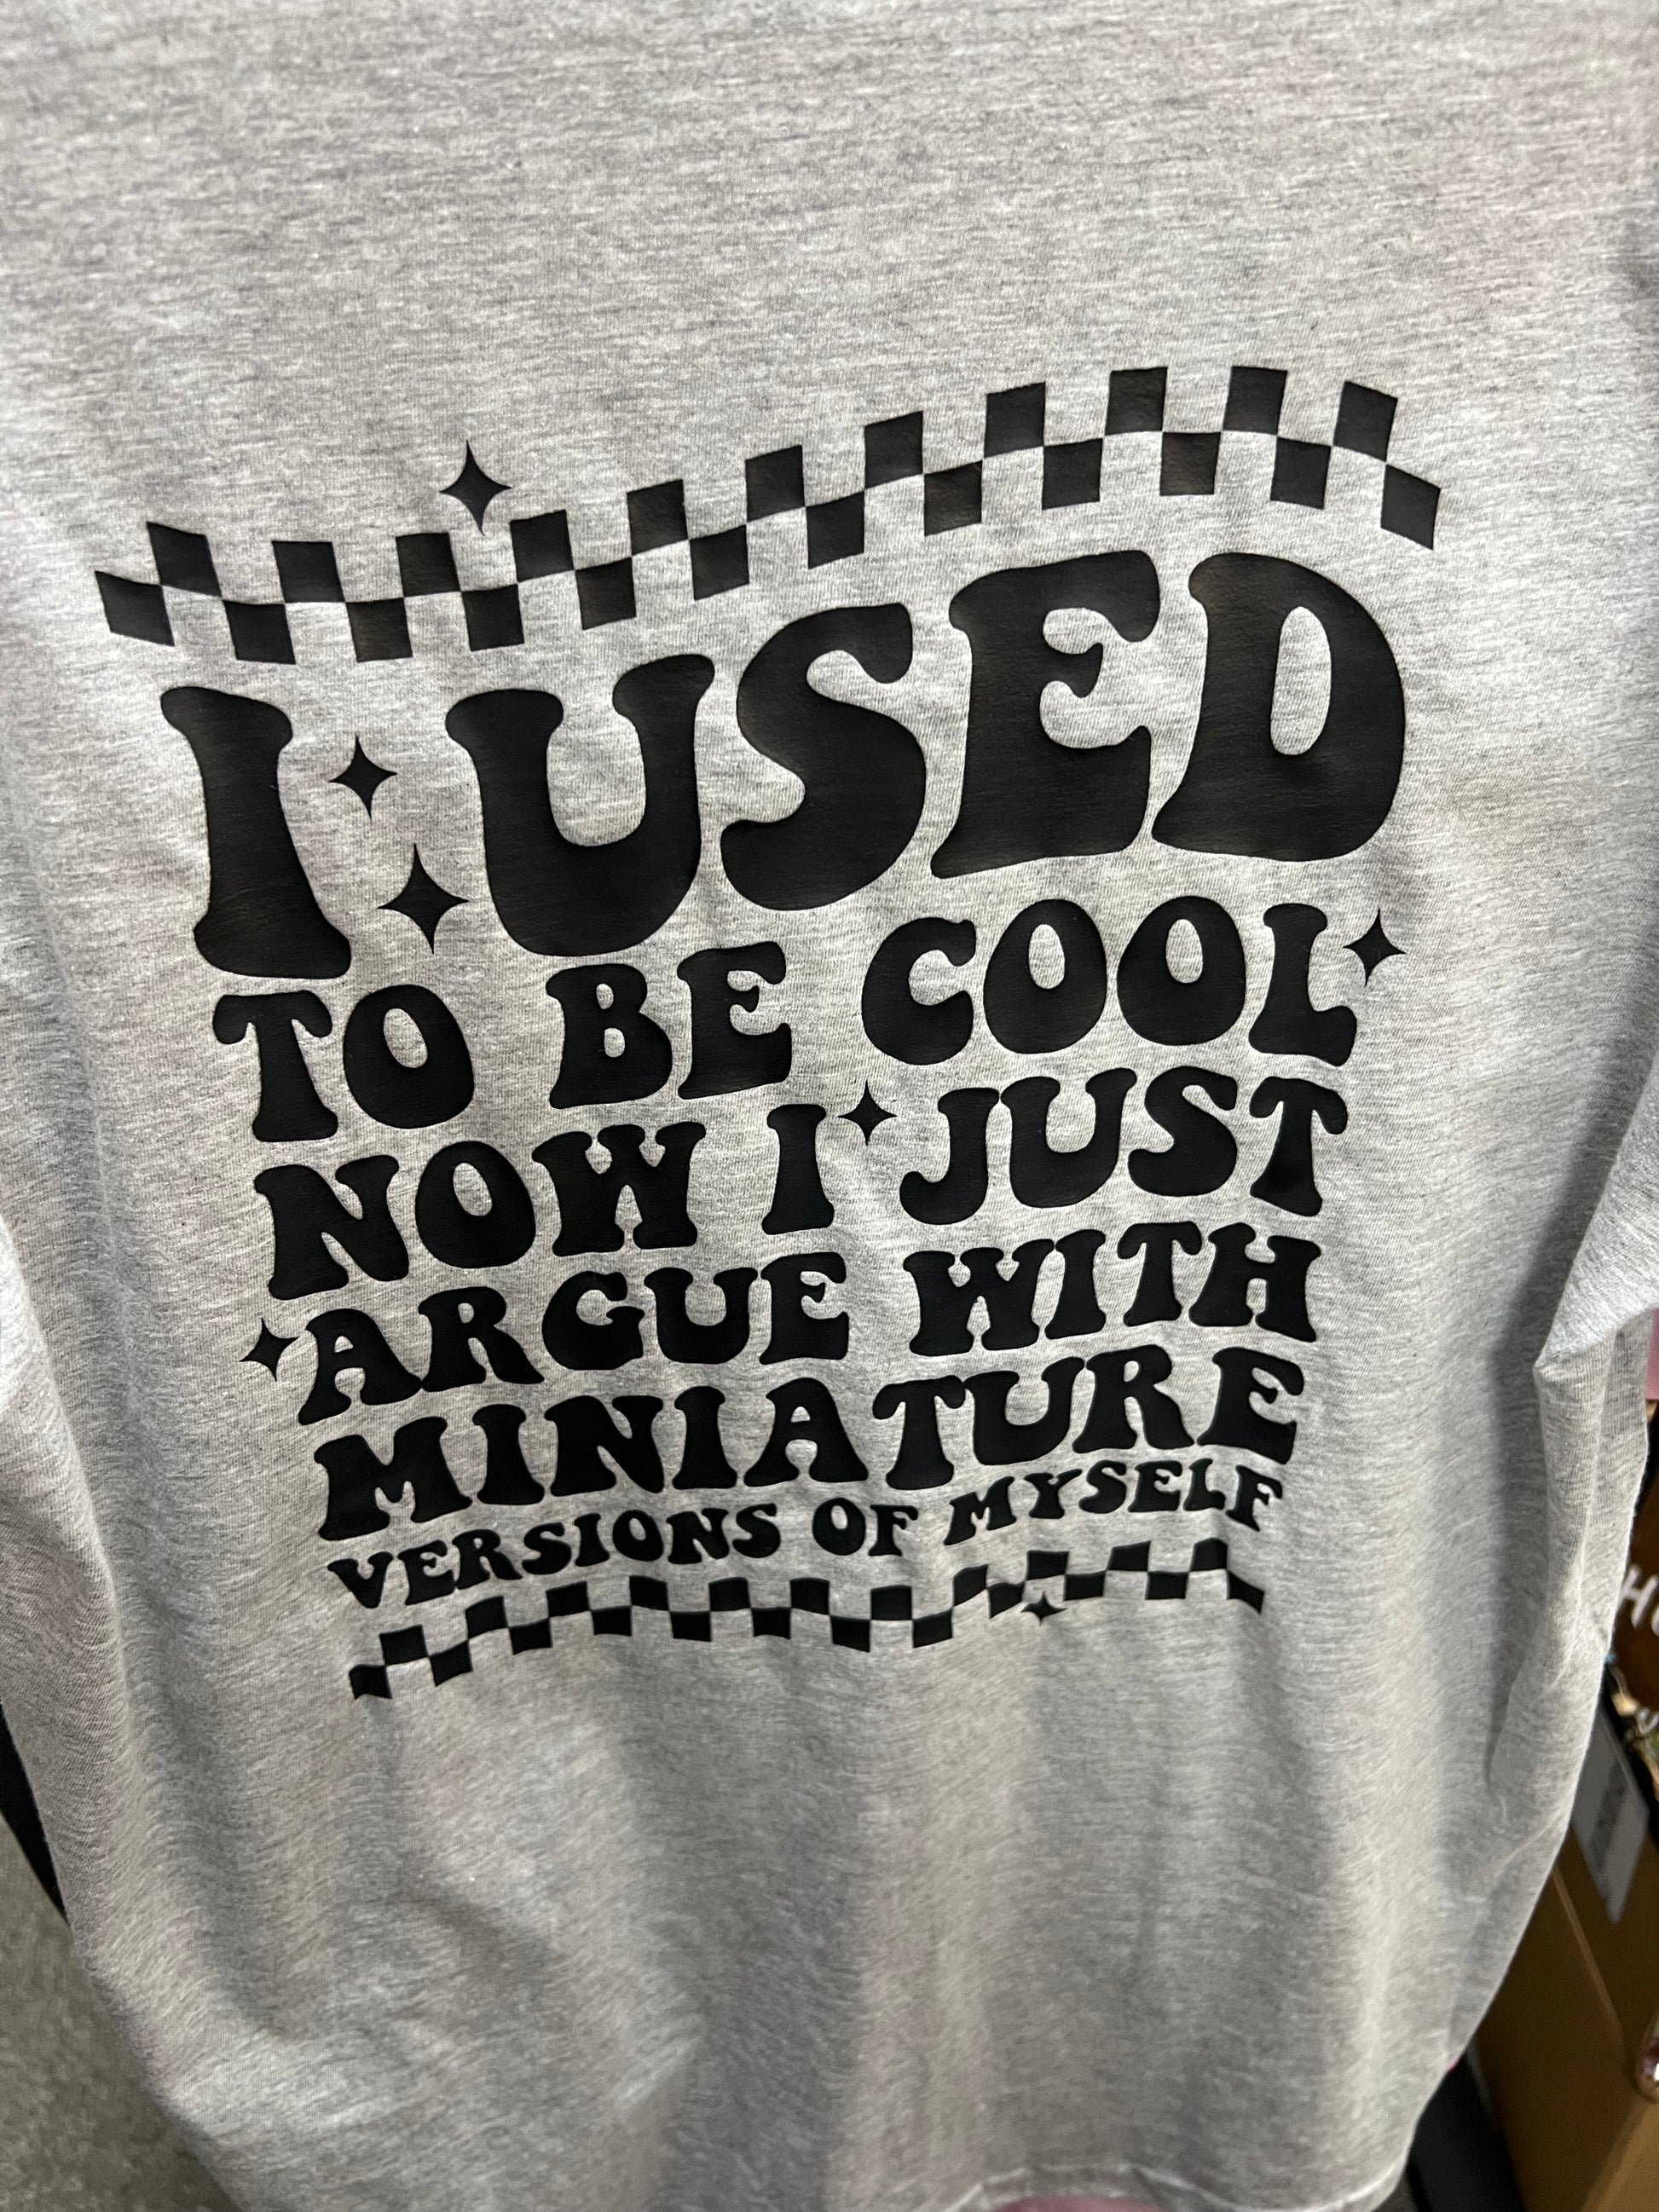 I USED
TO BE COOL
NOW I JUST
ARGUE WITH
MINIATURE
VERSIONS OF MYSELF